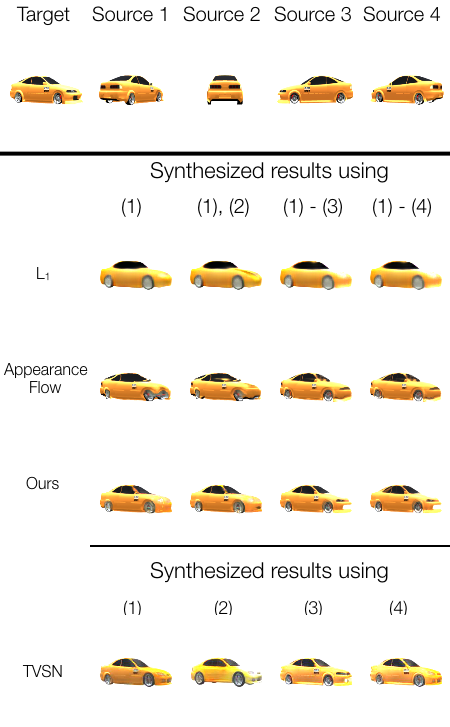 Target Source 1 Source 2 Source 3 Source 4
Synthesized results using
(1) (1), (2) (1) - (3) (1) - (4)
L₁
Appearance
Flow
Ours
Synthesized results using
(1) (2) (3) (4)
TVSN